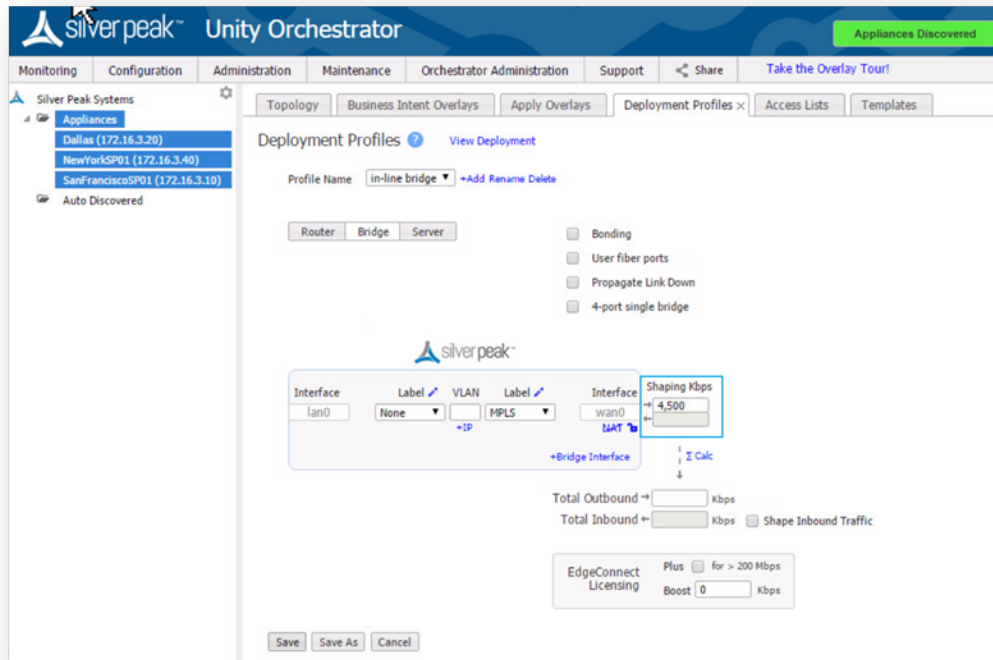 silver peak™ Unity Orchestrator
Appliances Discovered
Monitoring Configuration Administration Maintenance Orchestrator Administration Support Share Take the Overlay Tour!
Silver Peak Systems
Appliances
Dallas (172.16.3.20)
NewYorkSP01 (172.16.3.40)
SanFranciscoSP01 (172.16.3.10)
Auto Discovered
Topology Business Intent Overlays Apply Overlays Deployment Profiles × Access Lists Templates
Deployment Profiles ? View Deployment
Profile Name in-line bridge +Add Rename Delete
Router Bridge Server
Bonding
User fiber ports
Propagate Link Down
4-port single bridge
silver peak™
Shaping Kbps
Interface Label VLAN Label Interface
lan0 None MPLS wan0 4,500
+IP NAT
+Bridge Interface Σ Calc
Total Outbound Kbps
Total Inbound Kbps Shape Inbound Traffic
EdgeConnect Licensing
Plus for > 200 Mbps
Boost 0 Kbps
Save Save As Cancel